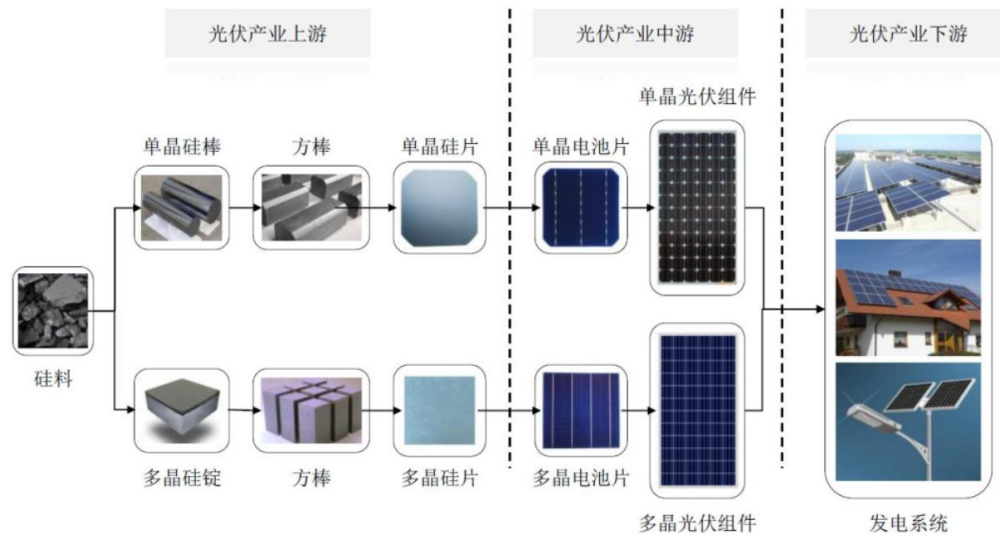 光伏产业上游
光伏产业中游
光伏产业下游
单晶光伏组件
单晶硅棒
方棒
单晶硅片
单晶电池片
硅料
多晶硅锭
方棒
多晶硅片
多晶电池片
多晶光伏组件
发电系统